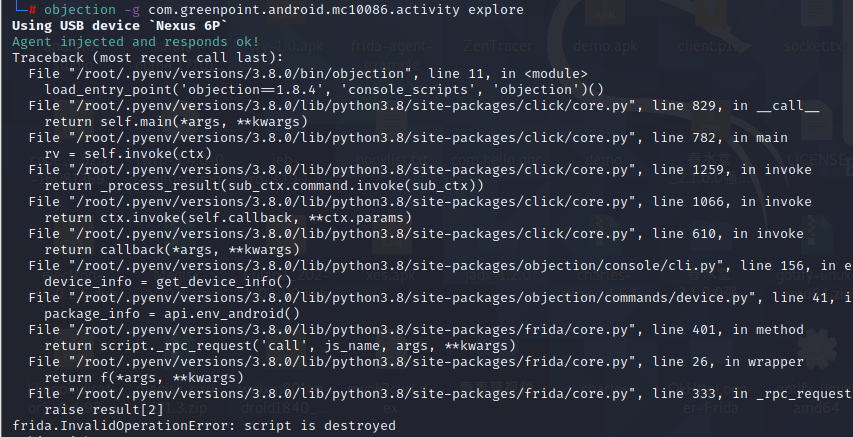 └─# objection -g com.greenpoint.android.mc10086.activity explore
Using USB device `Nexus 6P`
Agent injected and responds ok!
Traceback (most recent call last):
  File "/root/.pyenv/versions/3.8.0/bin/objection", line 11, in <module>
    load_entry_point('objection==1.8.4', 'console_scripts', 'objection')()
  File "/root/.pyenv/versions/3.8.0/lib/python3.8/site-packages/click/core.py", line 829, in __call__
    return self.main(*args, **kwargs)
  File "/root/.pyenv/versions/3.8.0/lib/python3.8/site-packages/click/core.py", line 782, in main
    rv = self.invoke(ctx)
  File "/root/.pyenv/versions/3.8.0/lib/python3.8/site-packages/click/core.py", line 1259, in invoke
    return _process_result(sub_ctx.command.invoke(sub_ctx))
  File "/root/.pyenv/versions/3.8.0/lib/python3.8/site-packages/click/core.py", line 1066, in invoke
    return ctx.invoke(self.callback, **ctx.params)
  File "/root/.pyenv/versions/3.8.0/lib/python3.8/site-packages/click/core.py", line 610, in invoke
    return callback(*args, **kwargs)
  File "/root/.pyenv/versions/3.8.0/lib/python3.8/site-packages/objection/console/cli.py", line 156, in e
    device_info = get_device_info()
  File "/root/.pyenv/versions/3.8.0/lib/python3.8/site-packages/objection/commands/device.py", line 41, i
    package_info = api.env_android()
  File "/root/.pyenv/versions/3.8.0/lib/python3.8/site-packages/frida/core.py", line 401, in method
    return script._rpc_request('call', js_name, args, **kwargs)
  File "/root/.pyenv/versions/3.8.0/lib/python3.8/site-packages/frida/core.py", line 26, in wrapper
    return f(*args, **kwargs)
  File "/root/.pyenv/versions/3.8.0/lib/python3.8/site-packages/frida/core.py", line 333, in _rpc_request
    raise result[2]
frida.InvalidOperationError: script is destroyed